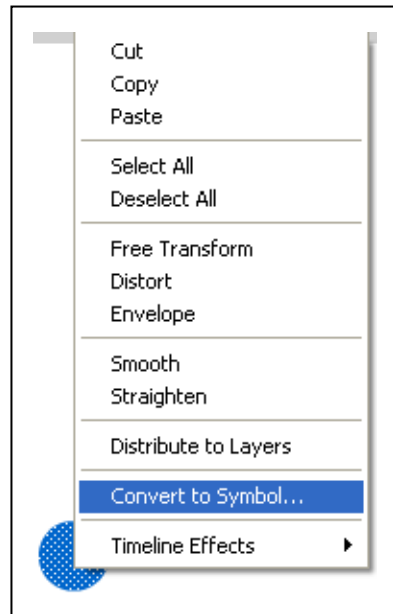 Cut
Copy
Paste
Select All
Deselect All
Free Transform
Distort
Envelope
Smooth
Straighten
Distribute to Layers
Convert to Symbol...
Timeline Effects